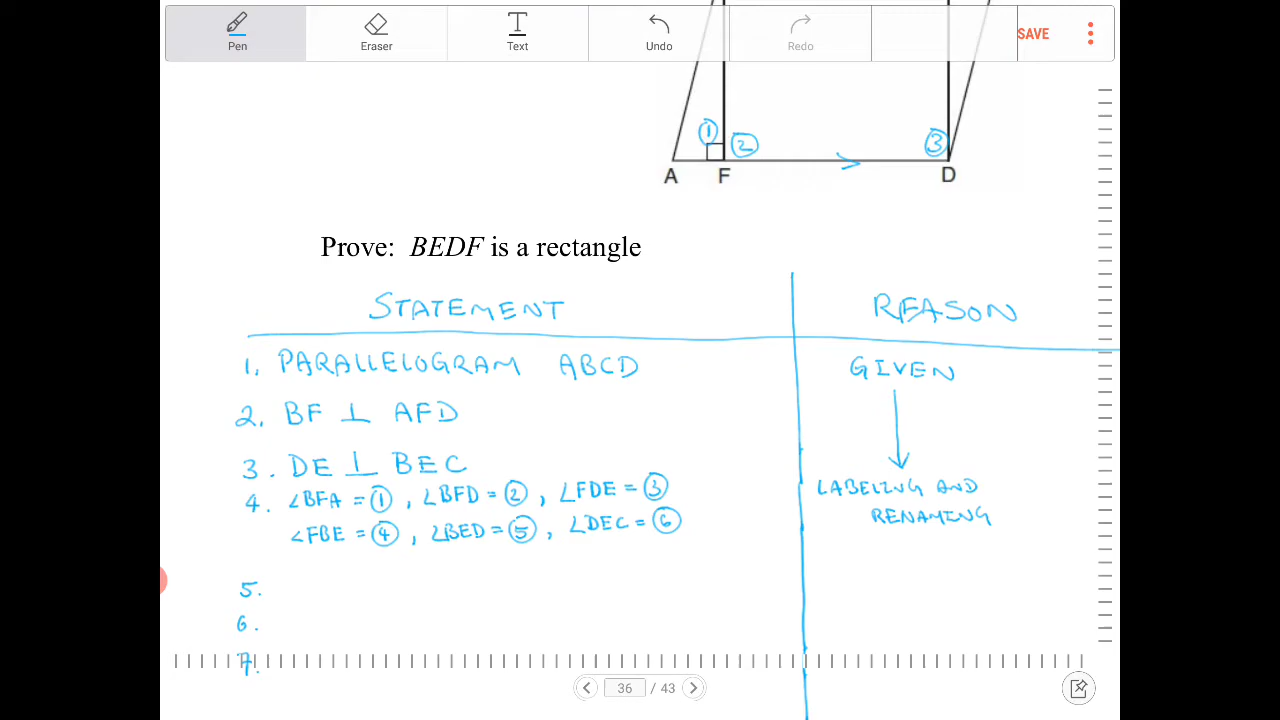 Pen Eraser Text Undo Redo SAVE
① ② ③
A F D
Prove: BEDF is a rectangle
STATEMENT REASON
1. PARALLELOGRAM ABCD GIVEN
2. BF ⊥ AFD
3. DE ⊥ BEC
4. ∠BFA = ①, ∠BFD = ②, ∠FDE = ③ LABELING AND
∠FBE = ④, ∠BED = ⑤, ∠DEC = ⑥ RENAMING
5.
6.
7.
36 / 43